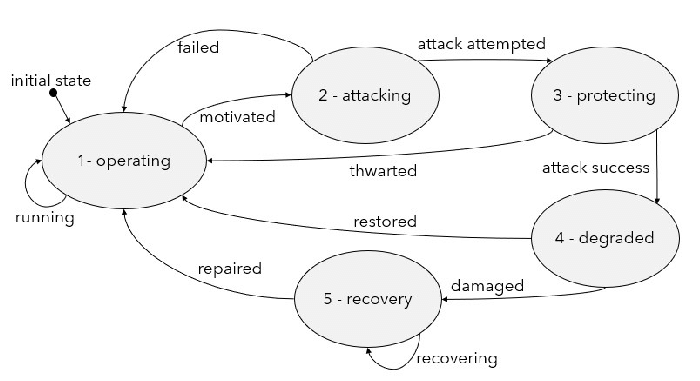 failed
attack attempted
initial state
2 - attacking
3 - protecting
motivated
1- operating
thwarted
attack success
running
restored
4 - degraded
repaired
damaged
5 - recovery
recovering